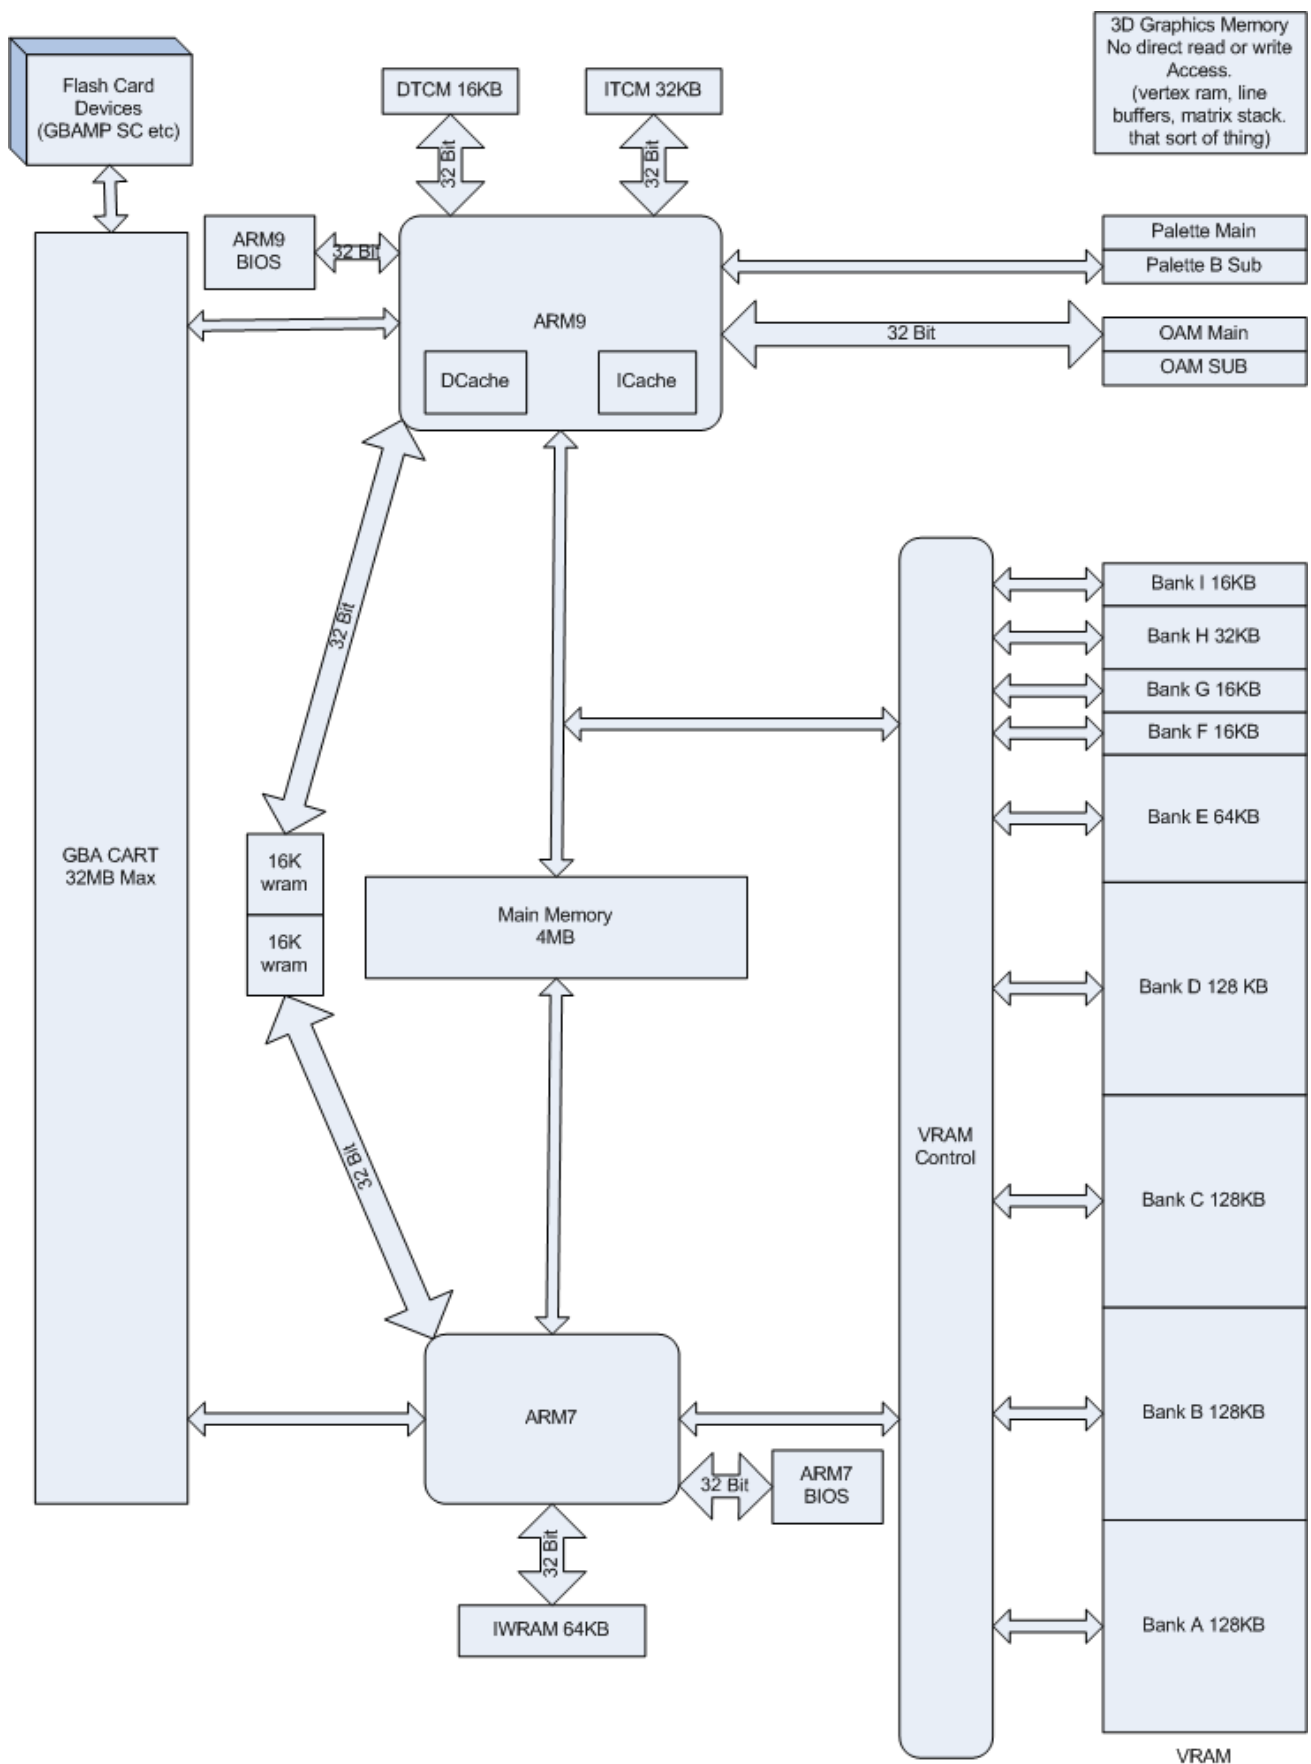 3D Graphics Memory
No direct read or write
Access.
(vertex ram, line
buffers, matrix stack.
that sort of thing)
Flash Card
Devices
(GBAMP SC etc)
DTCM 16KB
ITCM 32KB
32 Bit
32 Bit
ARM9
BIOS
32 Bit
Palette Main
Palette B Sub
ARM9
32 Bit
OAM Main
OAM SUB
DCache
ICache
32 Bit
Bank I 16KB
Bank H 32KB
Bank G 16KB
Bank F 16KB
Bank E 64KB
GBA CART
32MB Max
16K
wram
16K
wram
Main Memory
4MB
Bank D 128 KB
VRAM
Control
32 Bit
Bank C 128KB
ARM7
Bank B 128KB
32 Bit
ARM7
BIOS
32 Bit
IWRAM 64KB
Bank A 128KB
VRAM